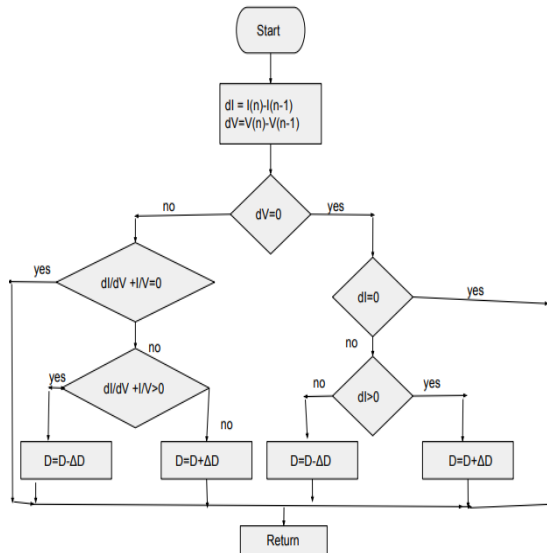 Start
dI = I(n)-I(n-1)
dV=V(n)-V(n-1)
no
dV=0
yes
yes
dI/dV +I/V=0
dI=0
yes
no
no
yes
dI/dV +I/V>0
no
no
dI>0
yes
D=D-ΔD
D=D+ΔD
D=D-ΔD
D=D+ΔD
Return